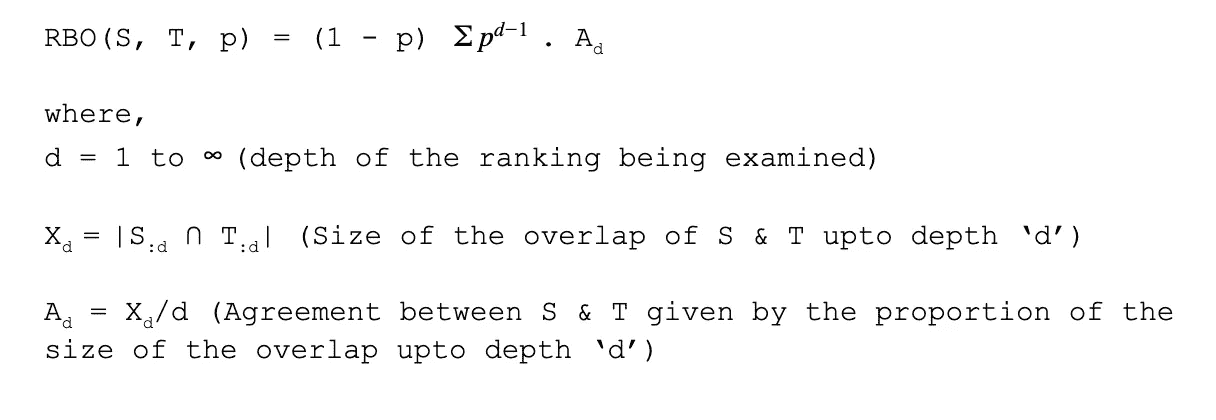 RBO(S, T, p) = (1 - p) Σp^{d−1} . A_d
where,
d = 1 to ∞ (depth of the ranking being examined)
X_d = |S_{:d} ∩ T_{:d}| (Size of the overlap of S & T upto depth ‘d’)
A_d = X_d/d (Agreement between S & T given by the proportion of the
size of the overlap upto depth ‘d’)